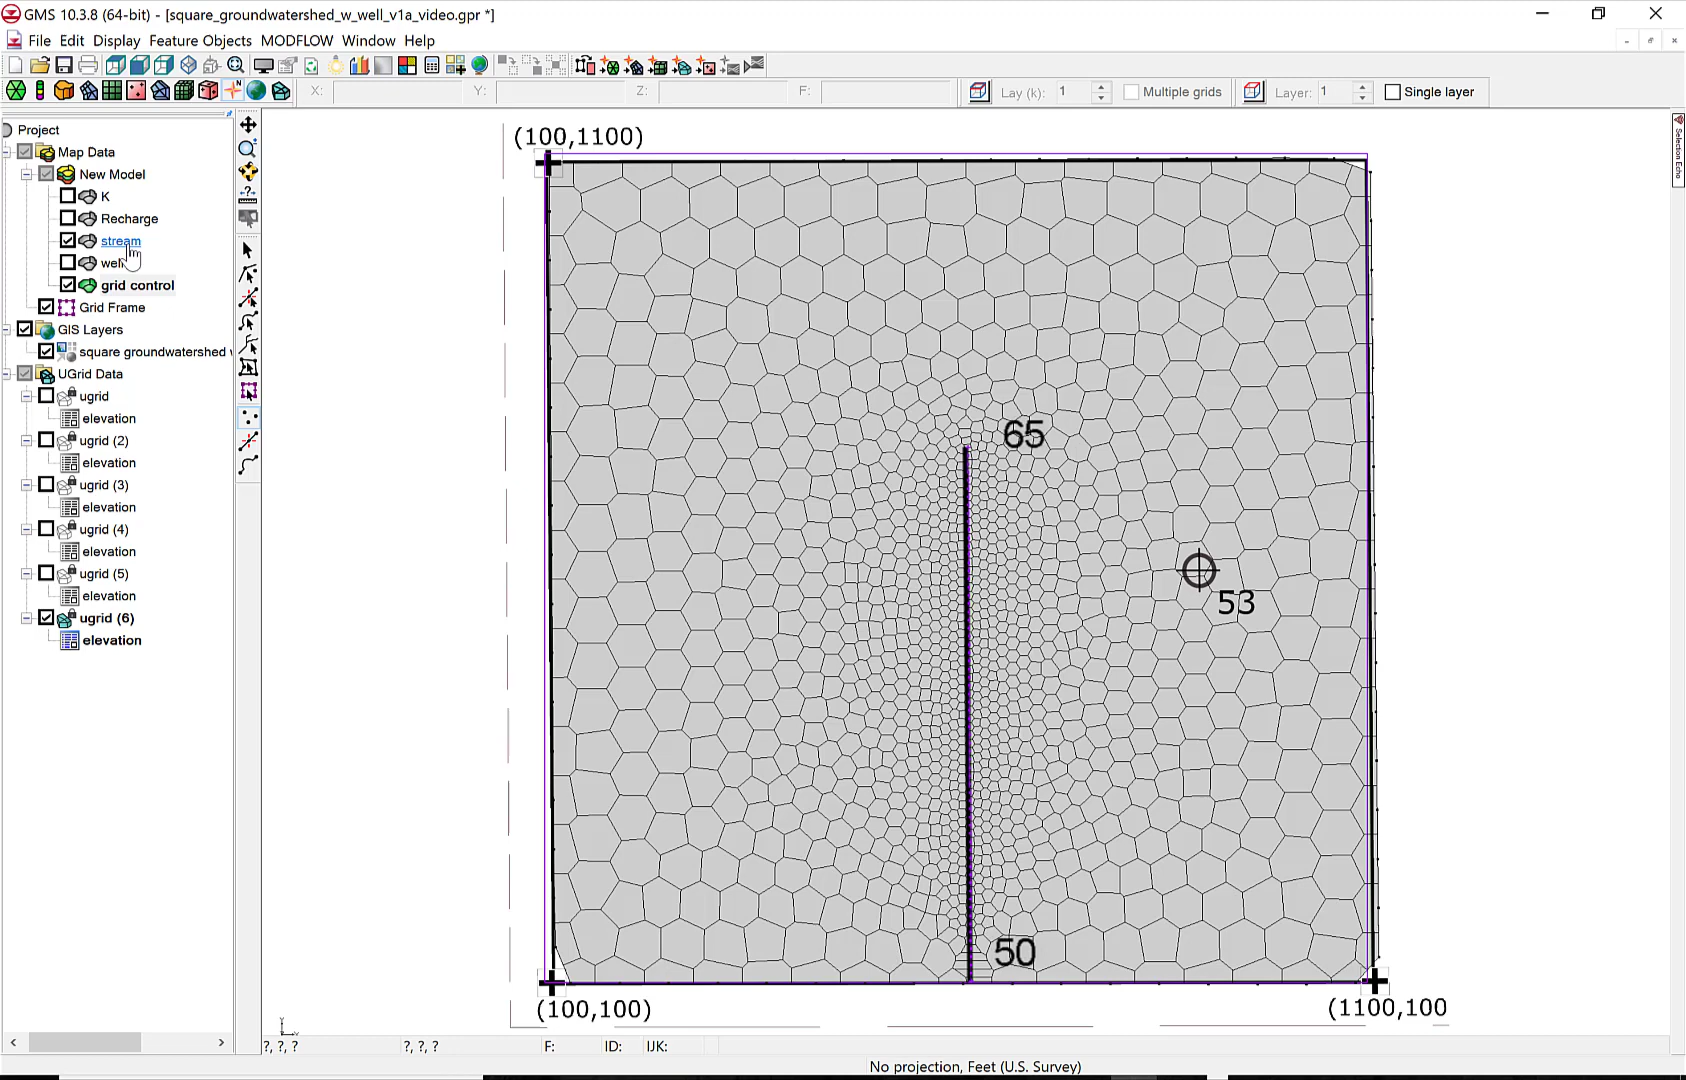 GMS 10.3.8 (64-bit) - [square_groundwatershed_w_well_v1a_video.gpr *]
File Edit Display Feature Objects MODFLOW Window Help
X: Y: Z: F: Lay (k): 1 Multiple grids Layer: 1 Single layer
Project
Map Data
New Model
K
Recharge
stream
well
grid control
Grid Frame
GIS Layers
square groundwatershed
UGrid Data
ugrid
elevation
ugrid (2)
elevation
ugrid (3)
elevation
ugrid (4)
elevation
ugrid (5)
elevation
ugrid (6)
elevation
(100,1100)
65
53
50
(100,100)
(1100,100
Selection Echo
?, ?, ? ?, ?, ? F: ID: IJK:
No projection, Feet (U.S. Survey)